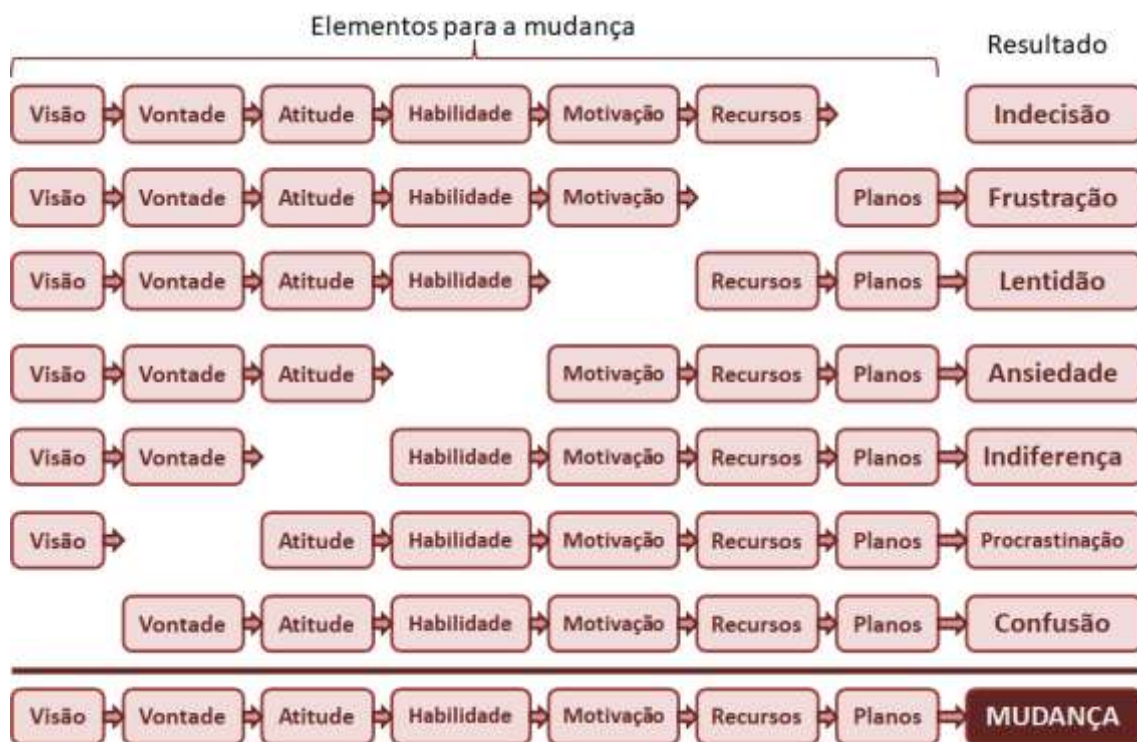 Elementos para a mudança
Resultado
Visão Vontade Atitude Habilidade Motivação Recursos Indecisão
Visão Vontade Atitude Habilidade Motivação Planos Frustração
Visão Vontade Atitude Habilidade Recursos Planos Lentidão
Visão Vontade Atitude Motivação Recursos Planos Ansiedade
Visão Vontade Habilidade Motivação Recursos Planos Indiferença
Visão Atitude Habilidade Motivação Recursos Planos Procrastinação
Vontade Atitude Habilidade Motivação Recursos Planos Confusão
Visão Vontade Atitude Habilidade Motivação Recursos Planos MUDANÇA